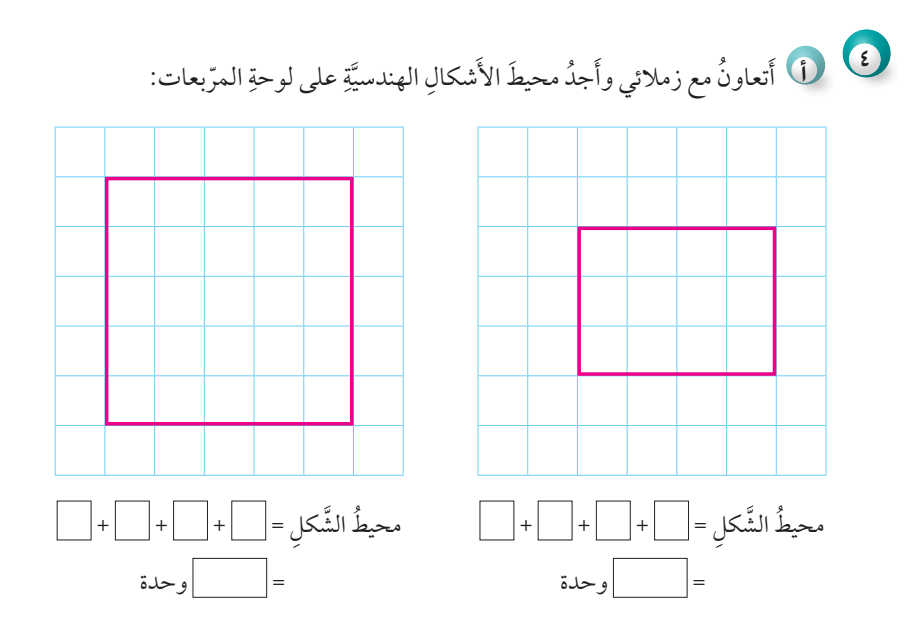 ٤ أ أَتعاونُ مع زملائي وأَجدُ محيطَ الأَشكالِ الهندسيَّةِ على لوحةِ المرّبعات:
محيطُ الشَّكلِ = + + +
= وحدة
محيطُ الشَّكلِ = + + +
= وحدة